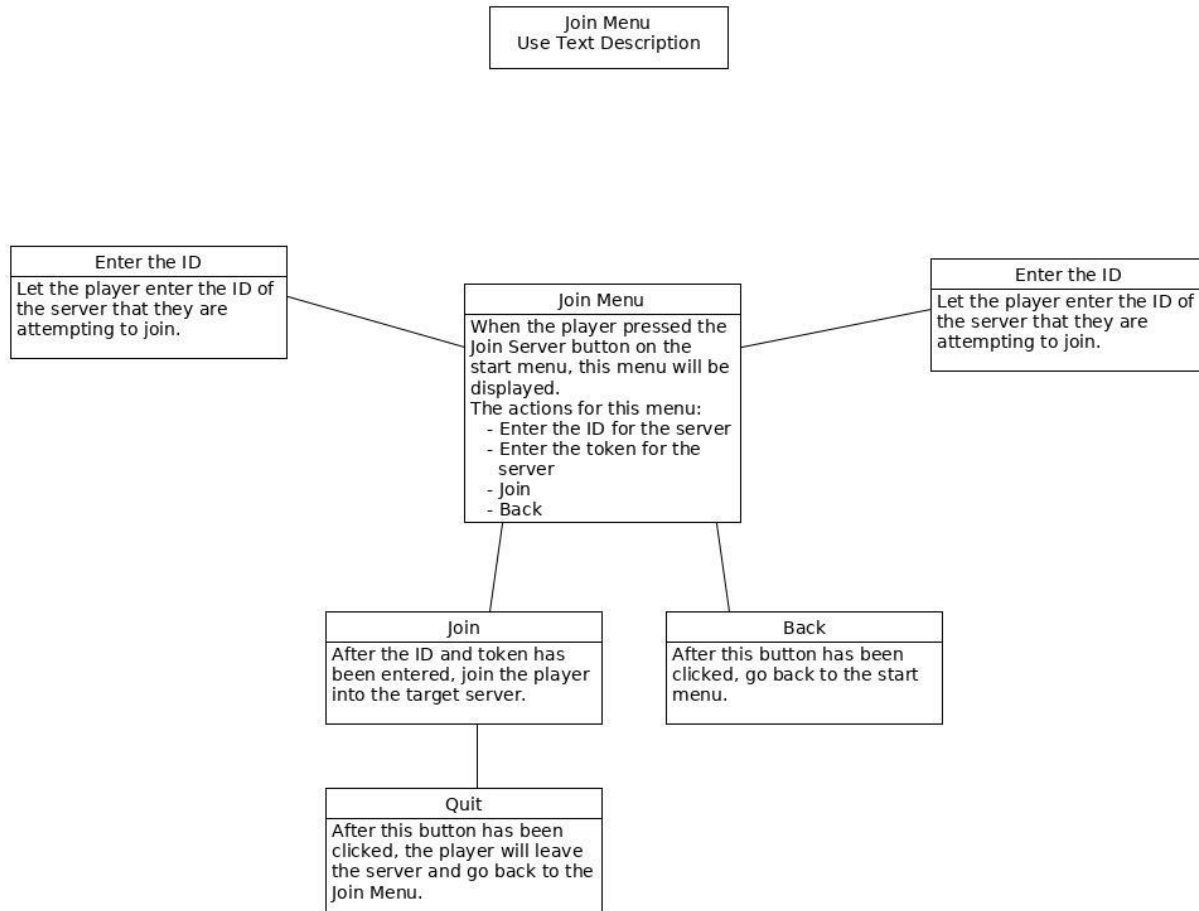 Join Menu
Use Text Description
Enter the ID
Let the player enter the ID of
the server that they are
attempting to join.
Join Menu
When the player pressed the
Join Server button on the
start menu, this menu will be
displayed.
The actions for this menu:
- Enter the ID for the server
- Enter the token for the
server
- Join
- Back
Enter the ID
Let the player enter the ID of
the server that they are
attempting to join.
Join
After the ID and token has
been entered, join the player
into the target server.
Back
After this button has been
clicked, go back to the start
menu.
Quit
After this button has been
clicked, the player will leave
the server and go back to the
Join Menu.